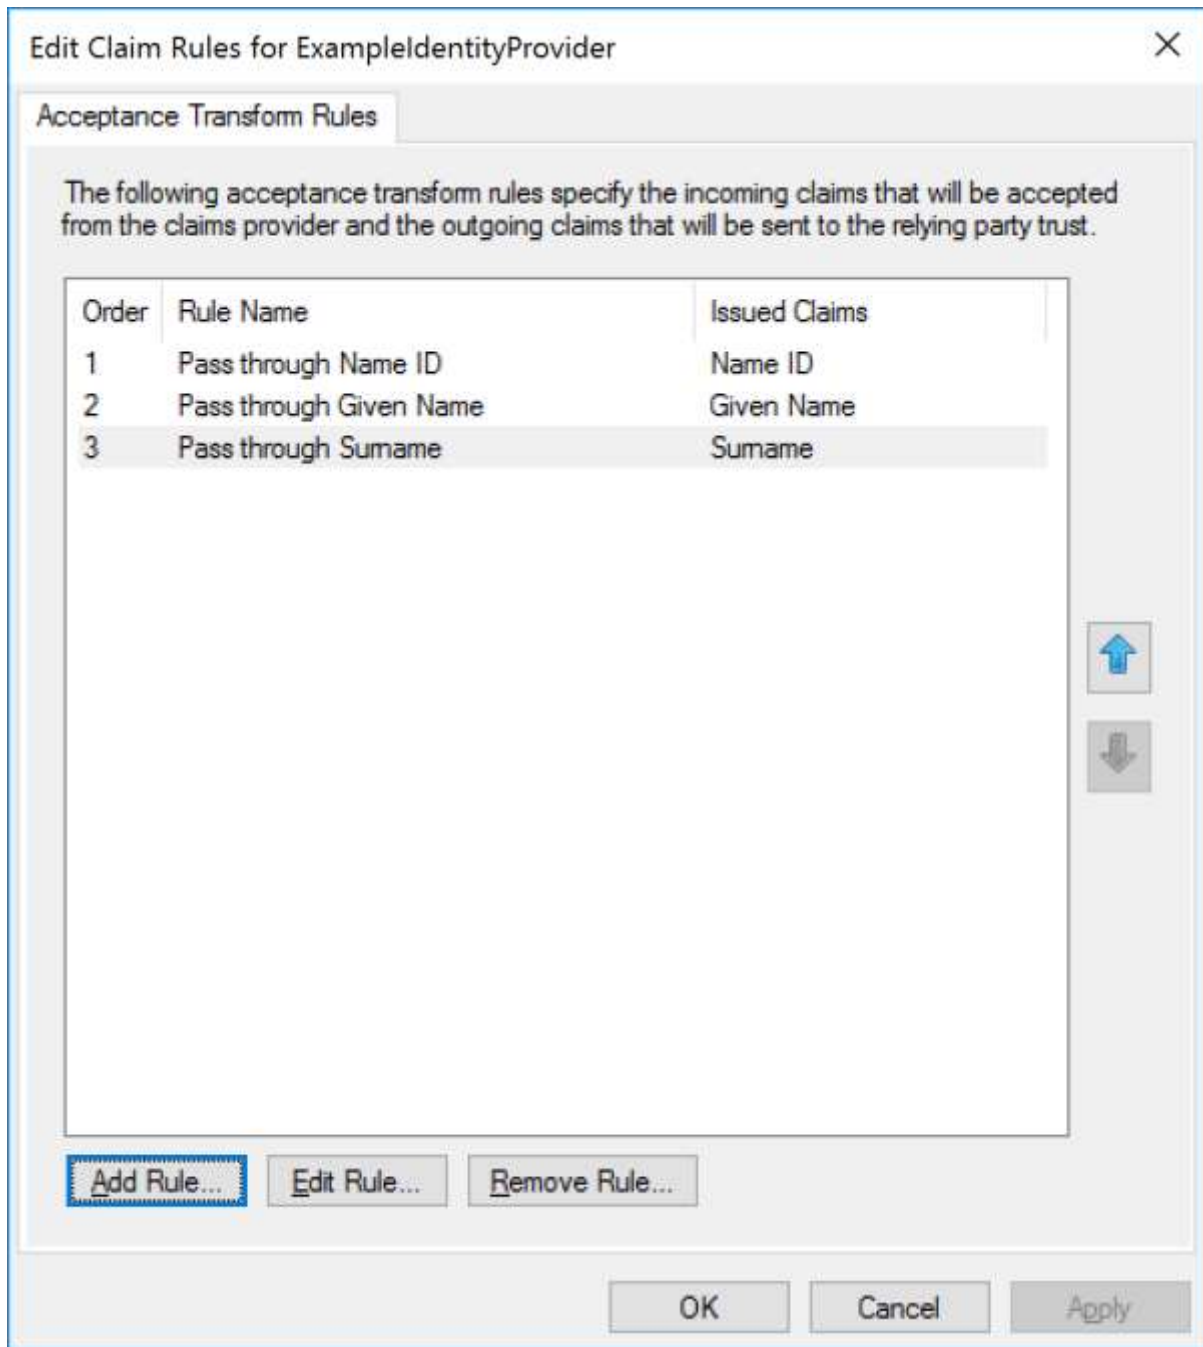 Edit Claim Rules for ExampleIdentityProvider
Acceptance Transform Rules
The following acceptance transform rules specify the incoming claims that will be accepted
from the claims provider and the outgoing claims that will be sent to the relying party trust.
Order Rule Name Issued Claims
1 Pass through Name ID Name ID
2 Pass through Given Name Given Name
3 Pass through Surname Surname
Add Rule... Edit Rule... Remove Rule...
OK Cancel Apply